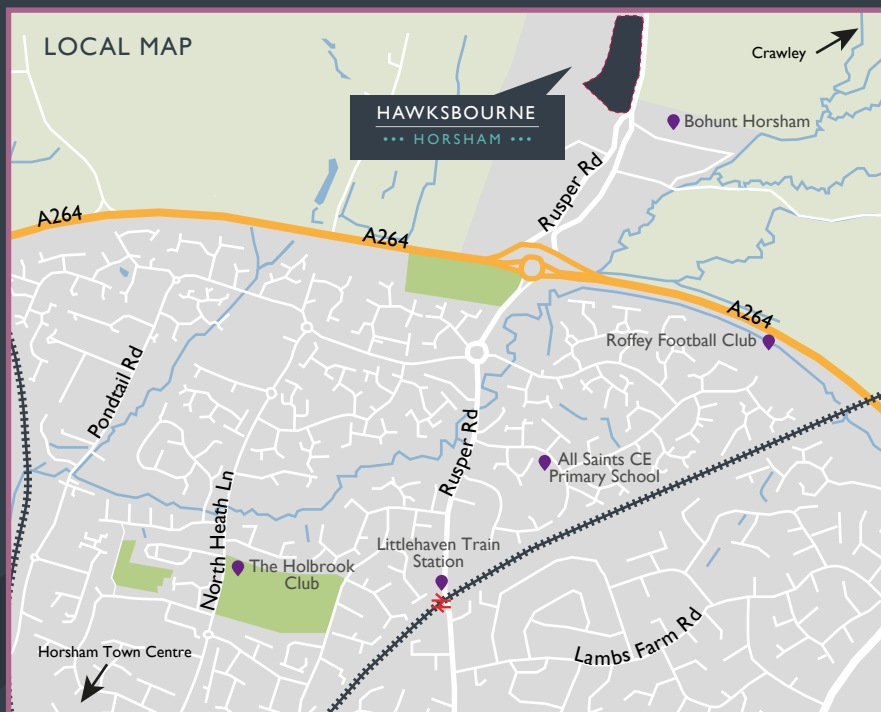 LOCAL MAP
Crawley
HAWKSBOURNE
••• HORSHAM •••
Bohunt Horsham
Rusper Rd
A264
A264
A264
Roffey Football Club
Pondtail Rd
Rusper Rd
All Saints CE
Primary School
North Heath Ln
Littlehaven Train
Station
The Holbrook
Club
Lambs Farm Rd
Horsham Town Centre